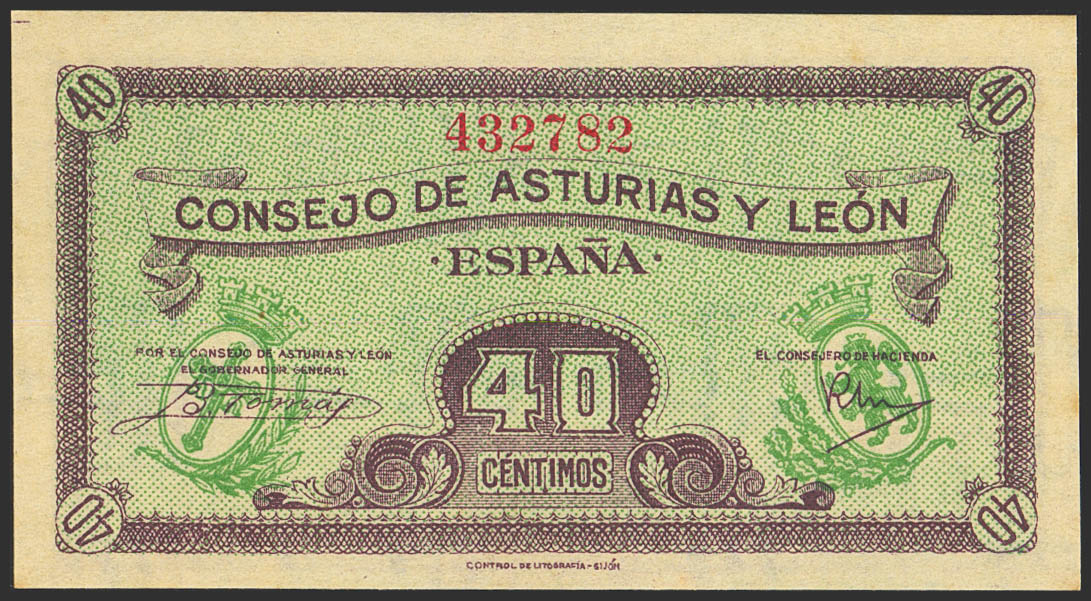 40
40
432782
CONSEJO DE ASTURIAS Y LEÓN
·ESPAÑA·
POR EL CONSEJO DE ASTURIAS Y LEÓN
EL GOBERNADOR GENERAL
EL CONSEJERO DE HACIENDA
40
CÉNTIMOS
40
40
CONTROL DE LITOGRAFÍA-GIJÓN